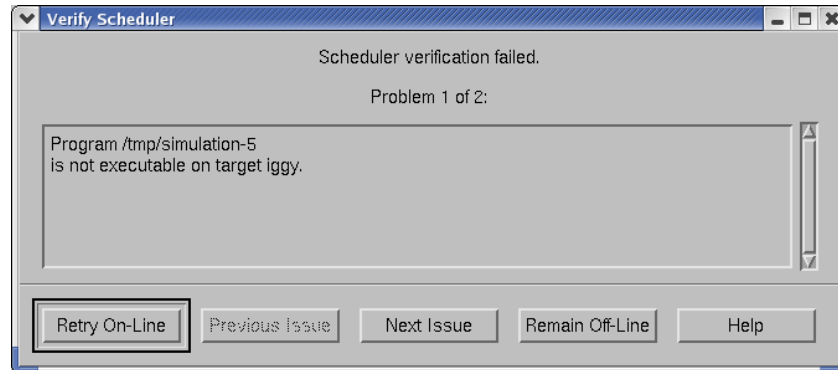 Verify Scheduler
Scheduler verification failed.
Problem 1 of 2:
Program /tmp/simulation-5
is not executable on target iggy.
Retry On-Line
Previous Issue
Next Issue
Remain Off-Line
Help